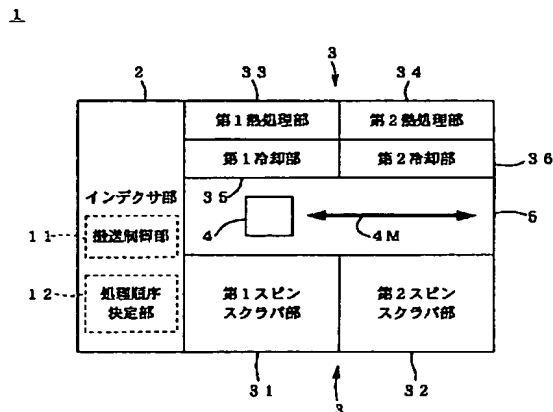 1
2
33
3
34
第1熱処理部
第2熱処理部
第1冷却部
第2冷却部
36
インデクサ部
35
5
11
搬送制御部
4
4M
12
処理順序
決定部
第1スピン
スクラバ部
第2スピン
スクラバ部
31
3
32